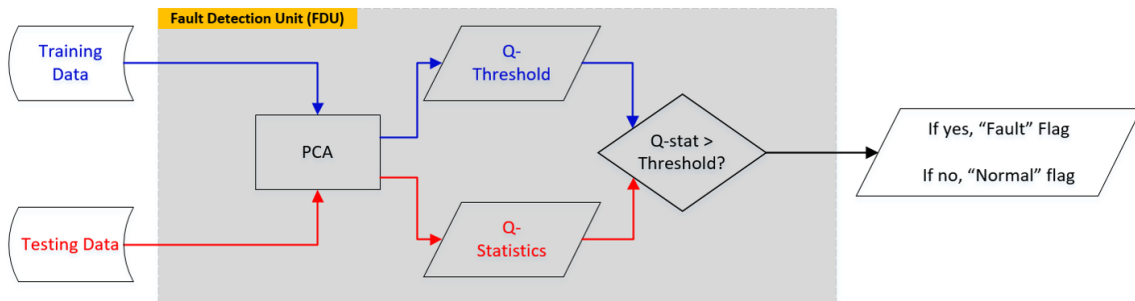 Fault Detection Unit (FDU)
Training
Data
Q-
Threshold
PCA
Q-stat >
Threshold?
If yes, “Fault” Flag
If no, “Normal” flag
Testing Data
Q-
Statistics